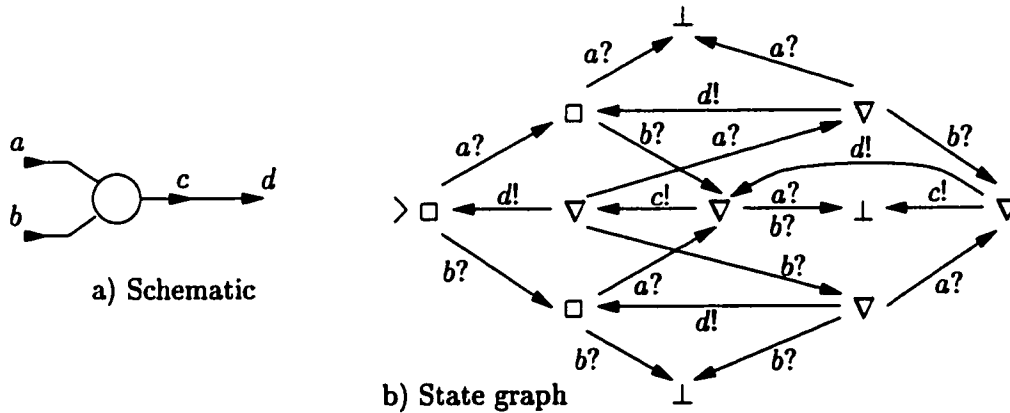 ⊥
a?
a?
d!
a?
b?
a?
b?
d!
a
c
d
b
> d!
c!
a?
b?
⊥
c!
b?
b?
a?
a?
d!
b?
b?
⊥
a) Schematic
b) State graph